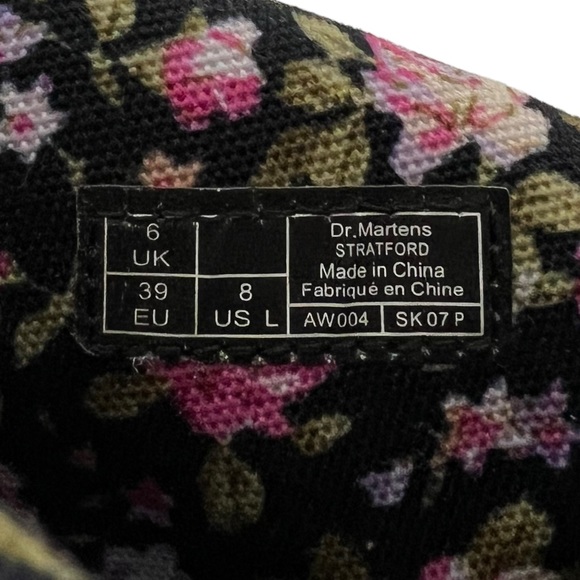 6
UK
39
EU
8
US L
Dr.Martens
STRATFORD
Made in China
Fabriqué en Chine
AW004
SK07P